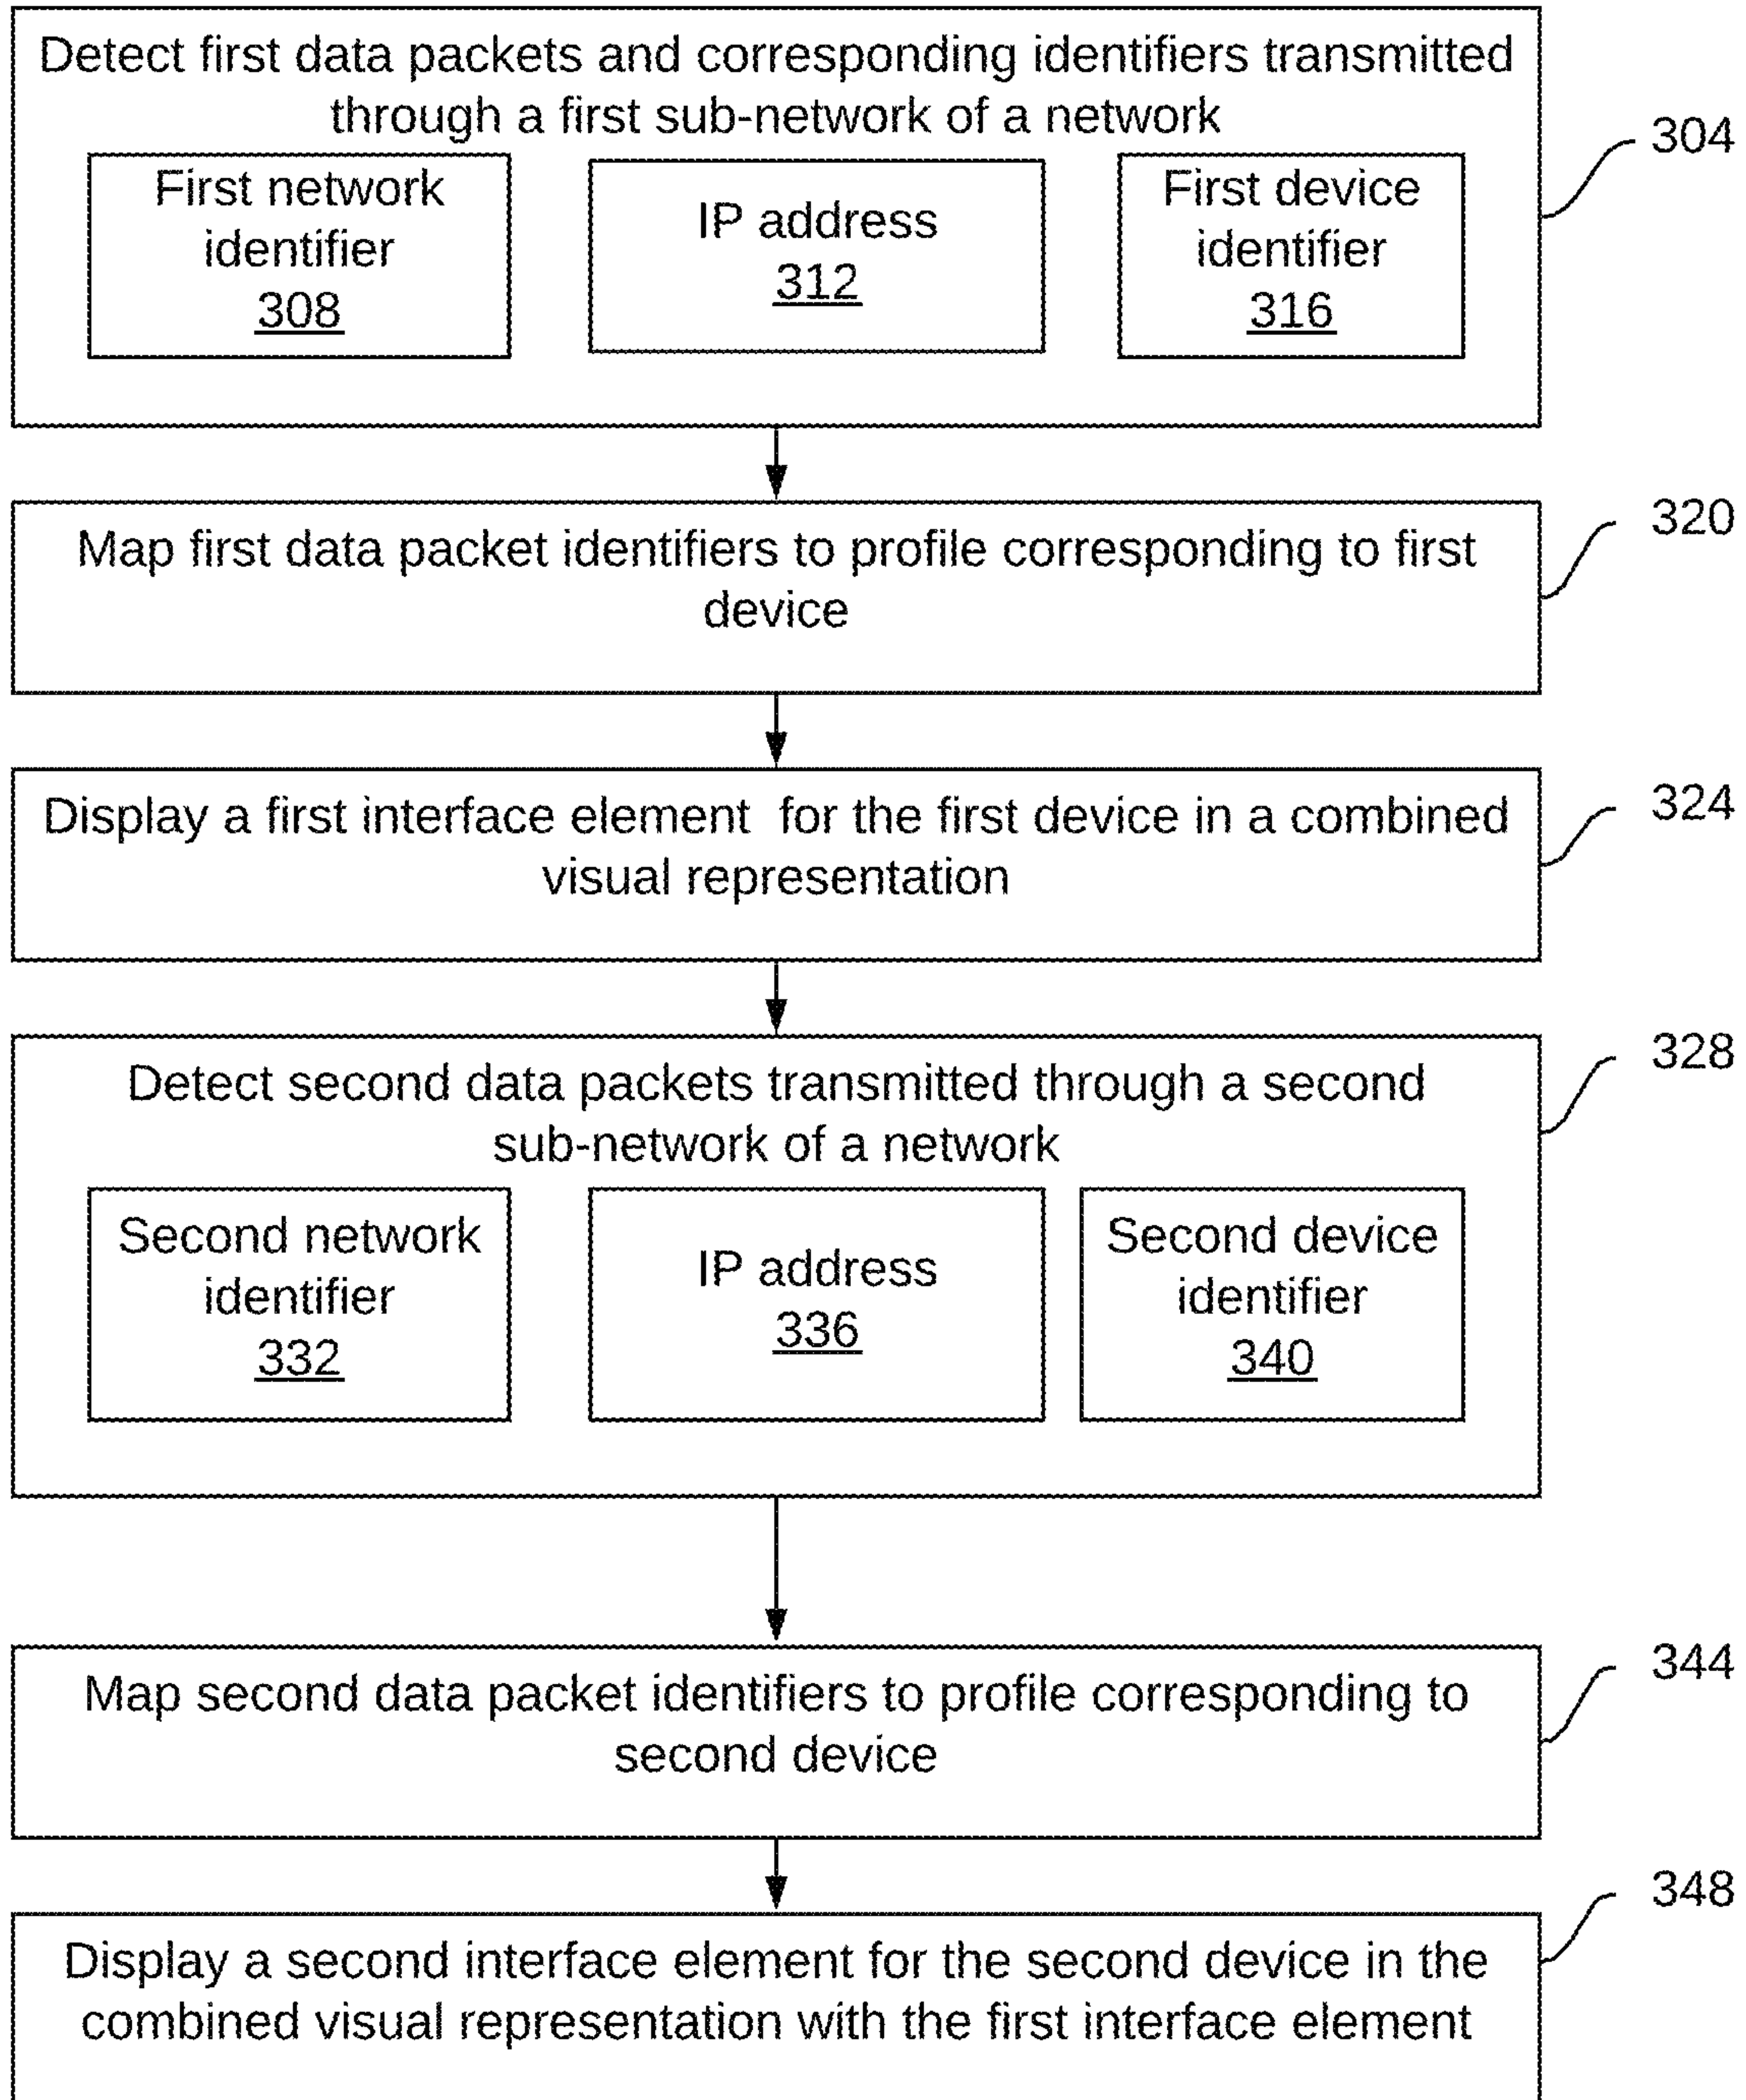 Detect first data packets and corresponding identifiers transmitted
through a first sub-network of a network
304
First network
identifier
308
IP address
312
First device
identifier
316
320
Map first data packet identifiers to profile corresponding to first
device
324
Display a first interface element for the first device in a combined
visual representation
328
Detect second data packets transmitted through a second
sub-network of a network
Second network
identifier
332
IP address
336
Second device
identifier
340
344
Map second data packet identifiers to profile corresponding to
second device
348
Display a second interface element for the second device in the
combined visual representation with the first interface element